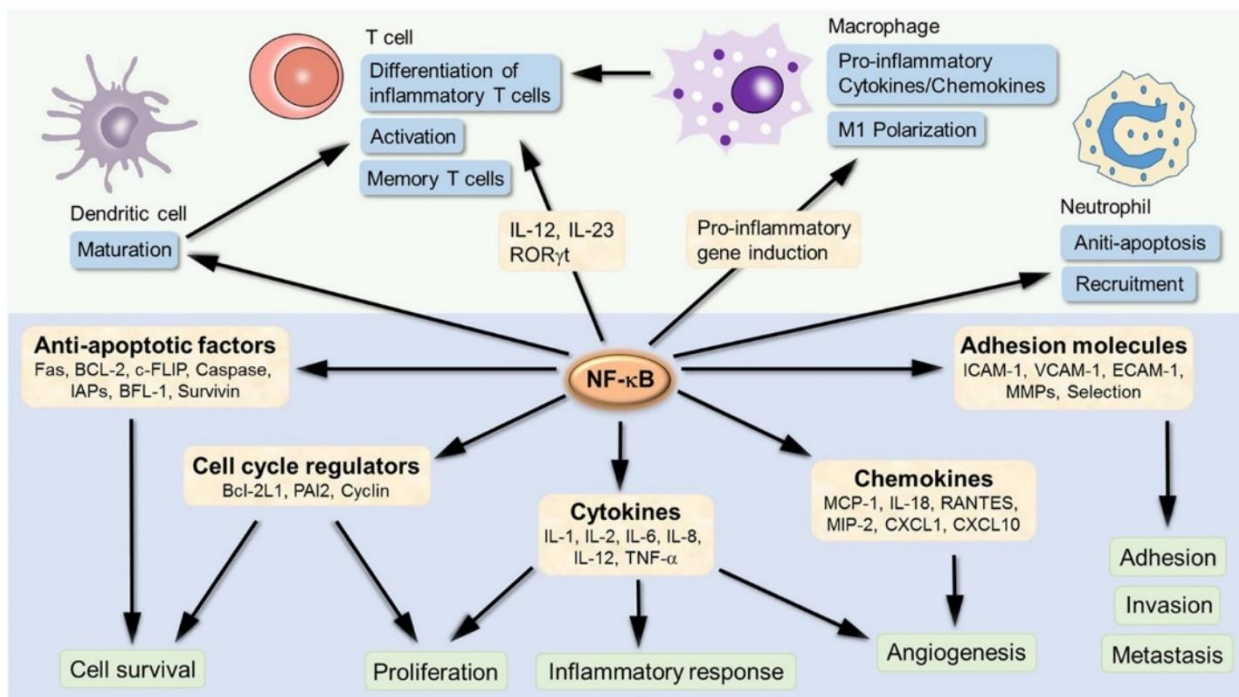 T cell
Differentiation of
inflammatory T cells
Activation
Memory T cells
Macrophage
Pro-inflammatory
Cytokines/Chemokines
M1 Polarization
Dendritic cell
Maturation
IL-12, IL-23
RORγt
Pro-inflammatory
gene induction
Neutrophil
Aniti-apoptosis
Recruitment
Anti-apoptotic factors
Fas, BCL-2, c-FLIP, Caspase,
IAPs, BFL-1, Survivin
NF-κB
Adhesion molecules
ICAM-1, VCAM-1, ECAM-1,
MMPs, Selection
Cell cycle regulators
Bcl-2L1, PAI2, Cyclin
Cytokines
IL-1, IL-2, IL-6, IL-8,
IL-12, TNF-α
Chemokines
MCP-1, IL-18, RANTES,
MIP-2, CXCL1, CXCL10
Adhesion
Invasion
Metastasis
Cell survival
Proliferation
Inflammatory response
Angiogenesis